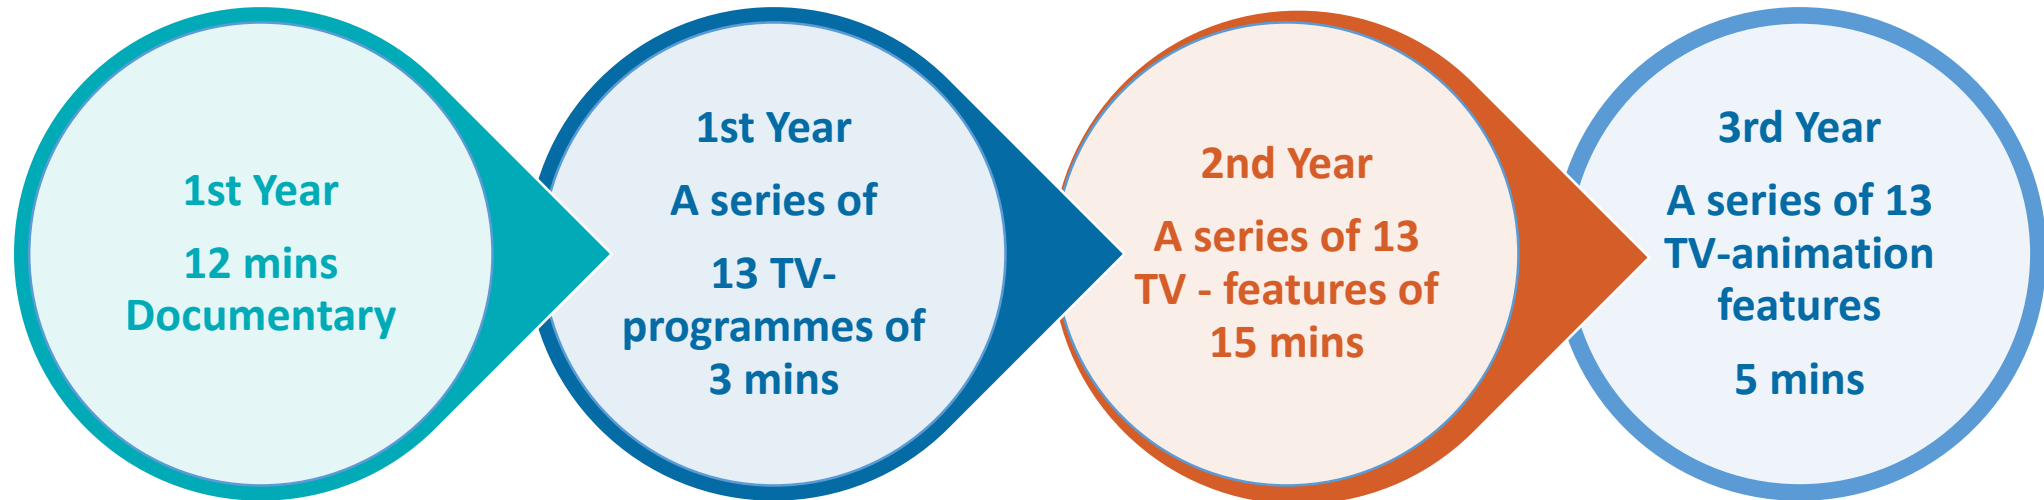 1st Year
12 mins
Documentary
1st Year
A series of
13 TV-
programmes of
3 mins
2nd Year
A series of 13
TV - features of
15 mins
3rd Year
A series of 13
TV-animation
features
5 mins